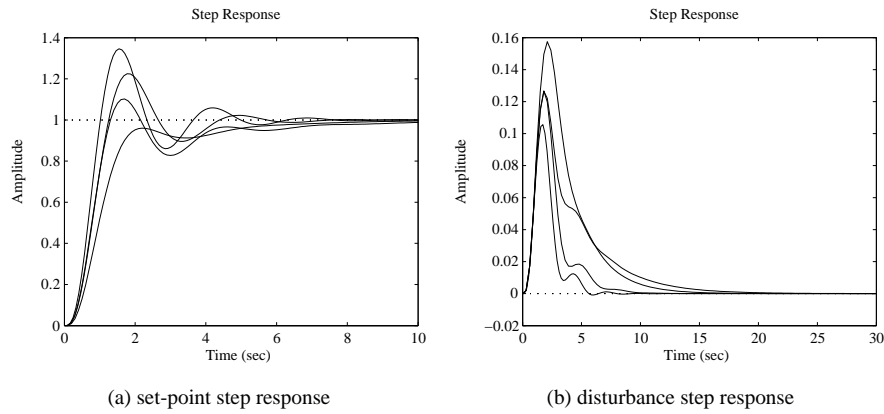 Step Response
1.4
1.2
1
0.8
0.6
0.4
0.2
0
Amplitude
0 2 4 6 8 10
Time (sec)
(a) set-point step response
Step Response
0.16
0.14
0.12
0.1
0.08
0.06
0.04
0.02
0
−0.02
Amplitude
0 5 10 15 20 25 30
Time (sec)
(b) disturbance step response